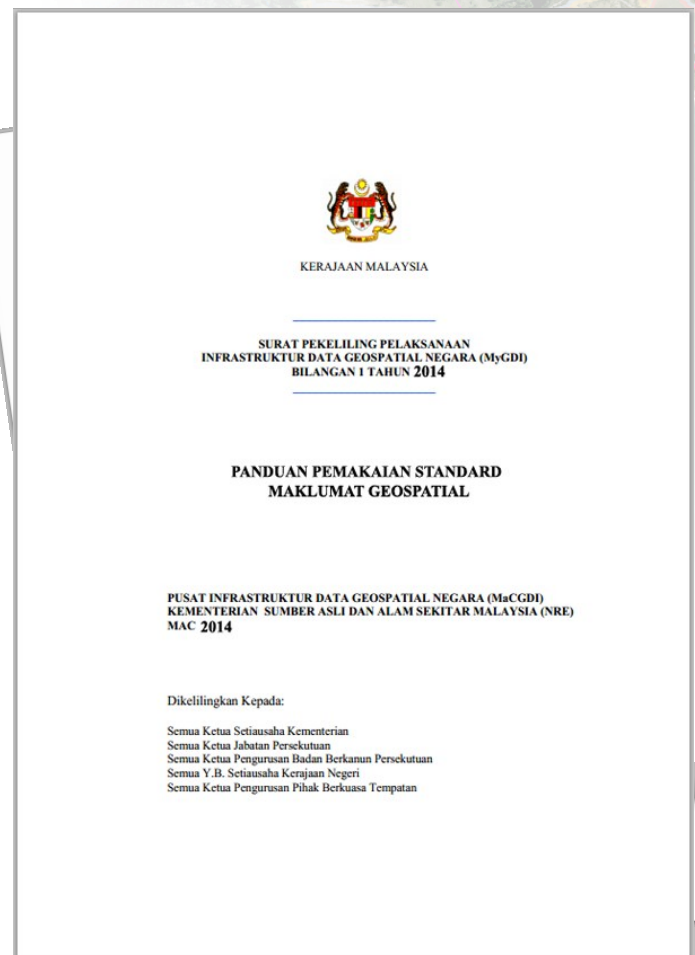 KERAJAAN MALAYSIA
SURAT PEKELILING PELAKSANAAN
INFRASTRUKTUR DATA GEOSPATIAL NEGARA (MyGDI)
BILANGAN 1 TAHUN 2014
PANDUAN PEMAKAIAN STANDARD
MAKLUMAT GEOSPATIAL
PUSAT INFRASTRUKTUR DATA GEOSPATIAL NEGARA (MaCGDI)
KEMENTERIAN SUMBER ASLI DAN ALAM SEKITAR MALAYSIA (NRE)
MAC 2014
Dikelilingkan Kepada:
Semua Ketua Setiausaha Kementerian
Semua Ketua Jabatan Persekutuan
Semua Ketua Pengurusan Badan Berkanun Persekutuan
Semua Y.B. Setiausaha Kerajaan Negeri
Semua Ketua Pengurusan Pihak Berkuasa Tempatan